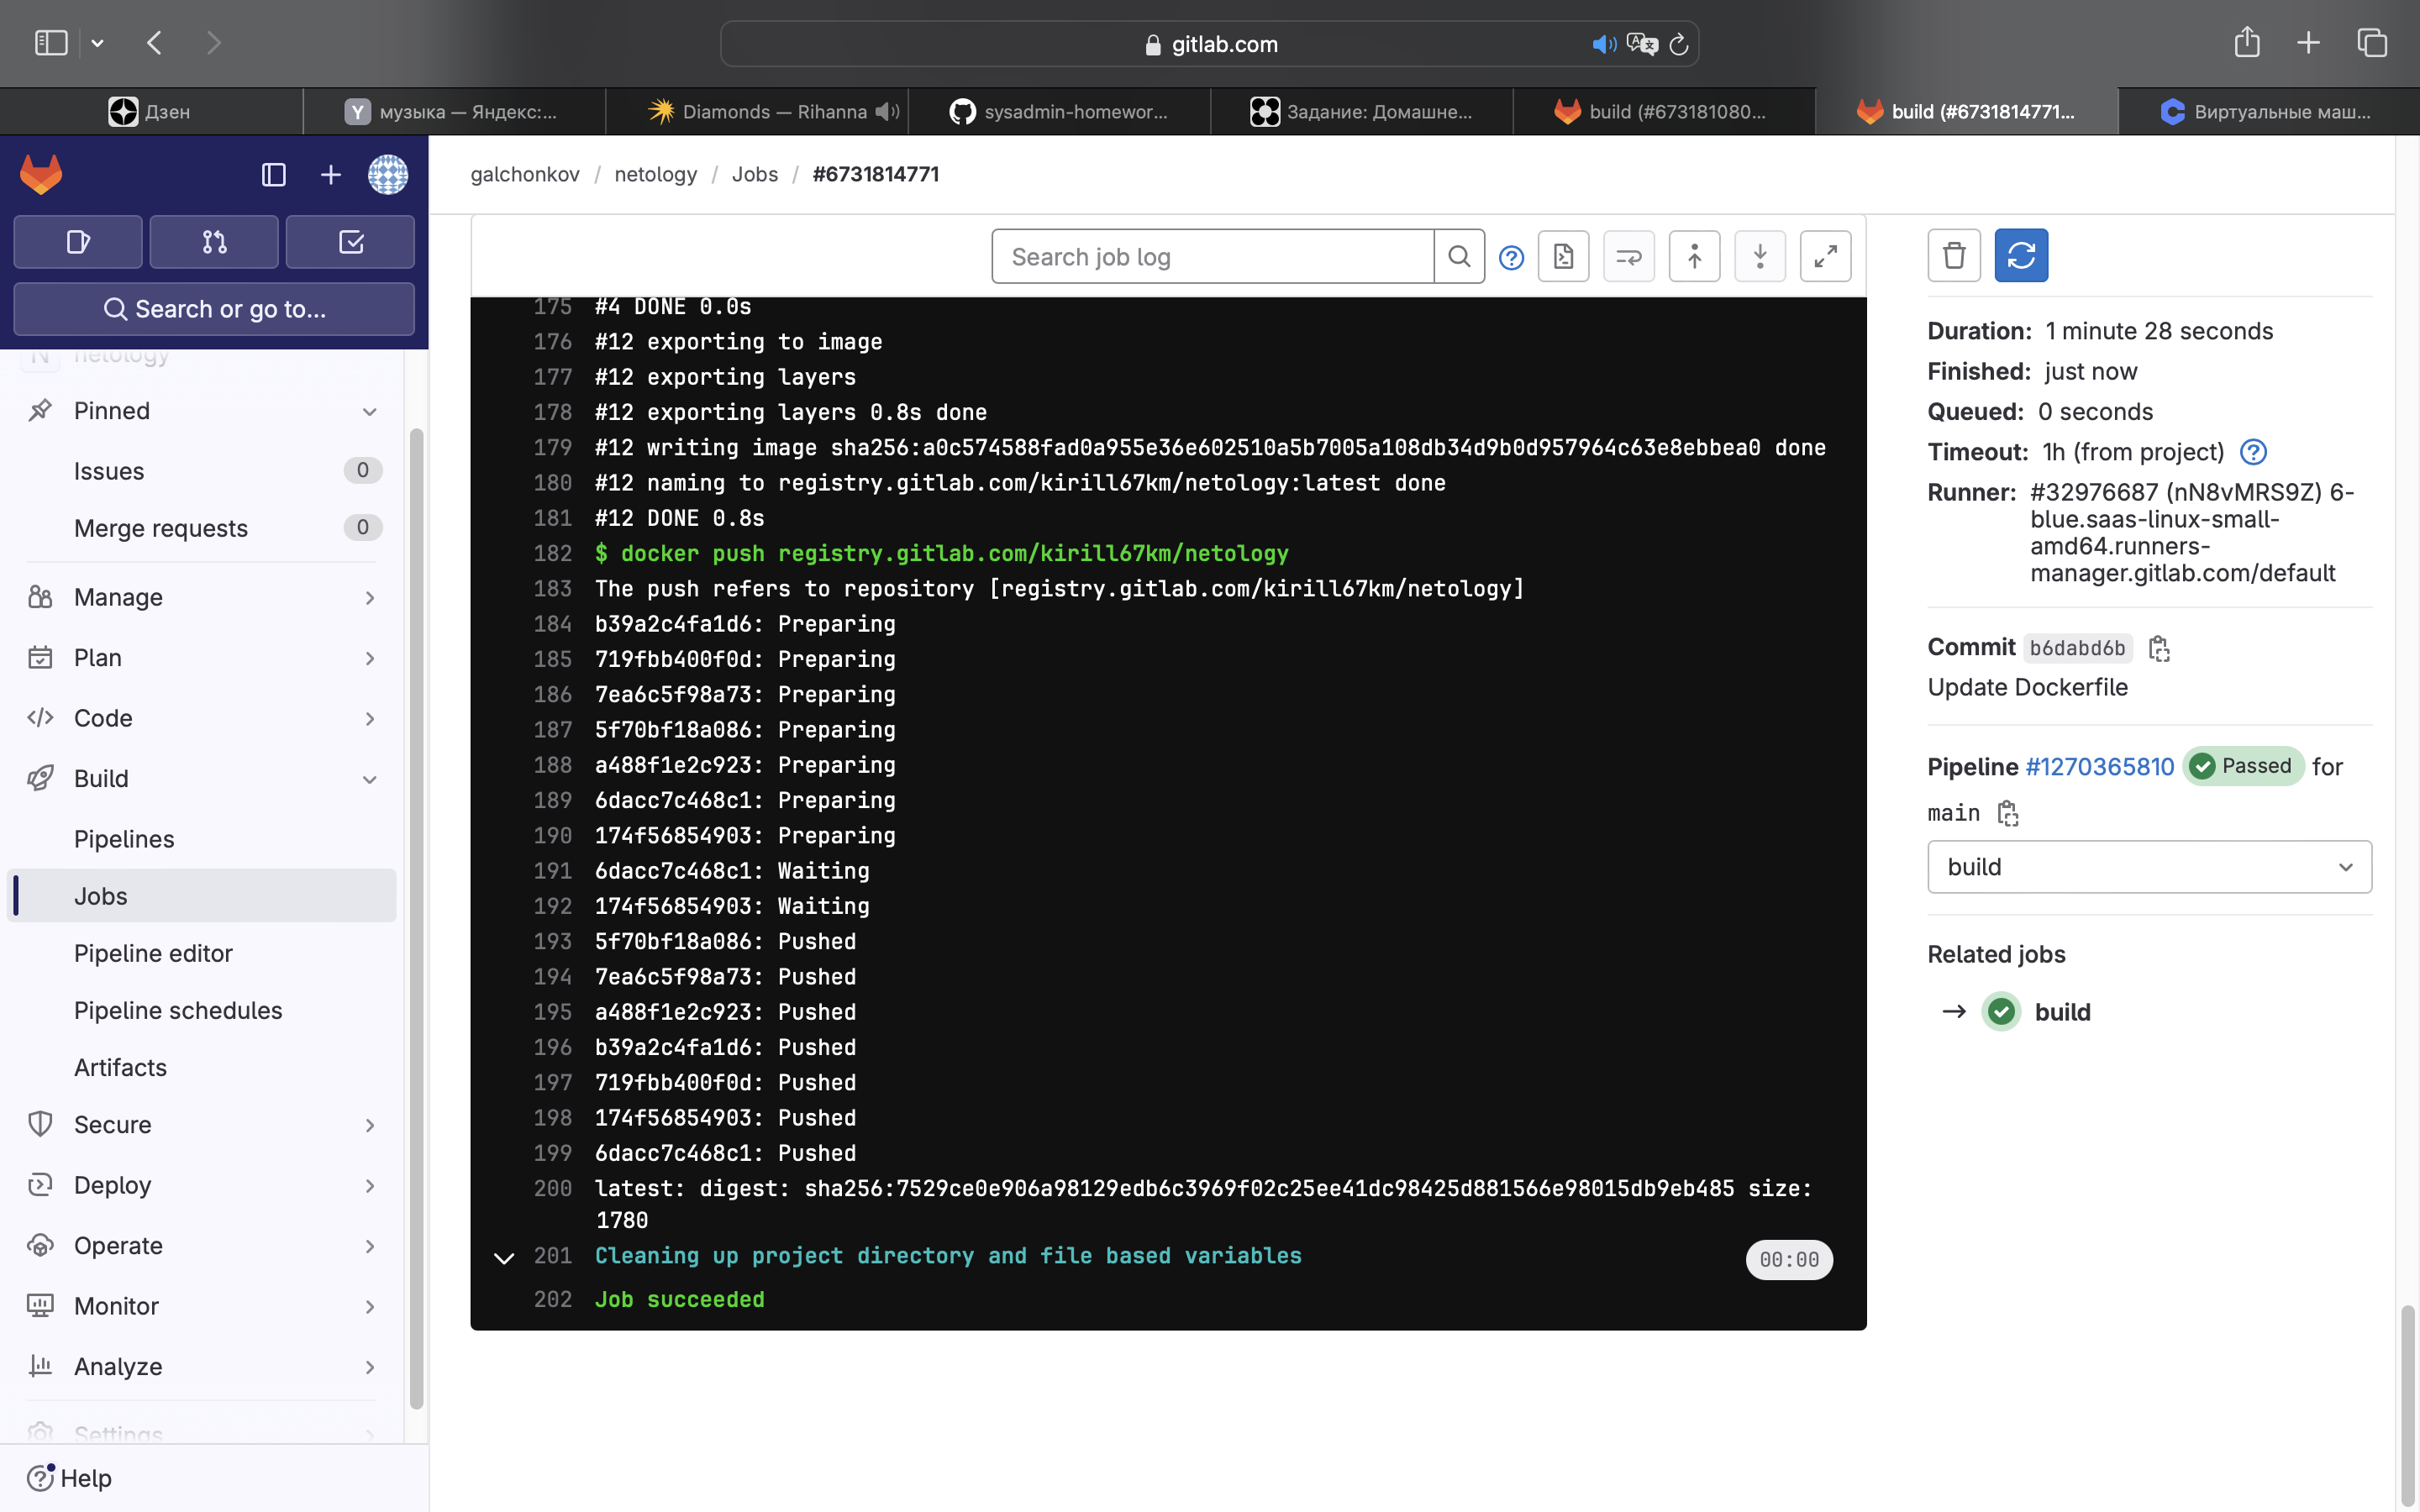 gitlab.com
Дзен
Y музыка — Яндекс:...
Diamonds — Rihanna
sysadmin-homewor...
Задание: Домашне...
build (#673181080...
build (#6731814771...
Виртуальные маш...
galchonkov / netology / Jobs / #6731814771
Search or go to...
N netology
Pinned
Issues 0
Merge requests 0
Manage
Plan
Code
Build
Pipelines
Jobs
Pipeline editor
Pipeline schedules
Artifacts
Secure
Deploy
Operate
Monitor
Analyze
Settings
Help
Search job log
175 #4 DONE 0.0s
176 #12 exporting to image
177 #12 exporting layers
178 #12 exporting layers 0.8s done
179 #12 writing image sha256:a0c574588fad0a955e36e602510a5b7005a108db34d9b0d957964c63e8ebbea0 done
180 #12 naming to registry.gitlab.com/kirill67km/netology:latest done
181 #12 DONE 0.8s
182 $ docker push registry.gitlab.com/kirill67km/netology
183 The push refers to repository [registry.gitlab.com/kirill67km/netology]
184 b39a2c4fa1d6: Preparing
185 719fbb400f0d: Preparing
186 7ea6c5f98a73: Preparing
187 5f70bf18a086: Preparing
188 a488f1e2c923: Preparing
189 6dacc7c468c1: Preparing
190 174f56854903: Preparing
191 6dacc7c468c1: Waiting
192 174f56854903: Waiting
193 5f70bf18a086: Pushed
194 7ea6c5f98a73: Pushed
195 a488f1e2c923: Pushed
196 b39a2c4fa1d6: Pushed
197 719fbb400f0d: Pushed
198 174f56854903: Pushed
199 6dacc7c468c1: Pushed
200 latest: digest: sha256:7529ce0e906a98129edb6c3969f02c25ee41dc98425d881566e98015db9eb485 size:
1780
201 Cleaning up project directory and file based variables 00:00
202 Job succeeded
Duration: 1 minute 28 seconds
Finished: just now
Queued: 0 seconds
Timeout: 1h (from project)
Runner: #32976687 (nN8vMRS9Z) 6-
blue.saas-linux-small-
amd64.runners-
manager.gitlab.com/default
Commit b6dabd6b
Update Dockerfile
Pipeline #1270365810 Passed for
main
build
Related jobs
build